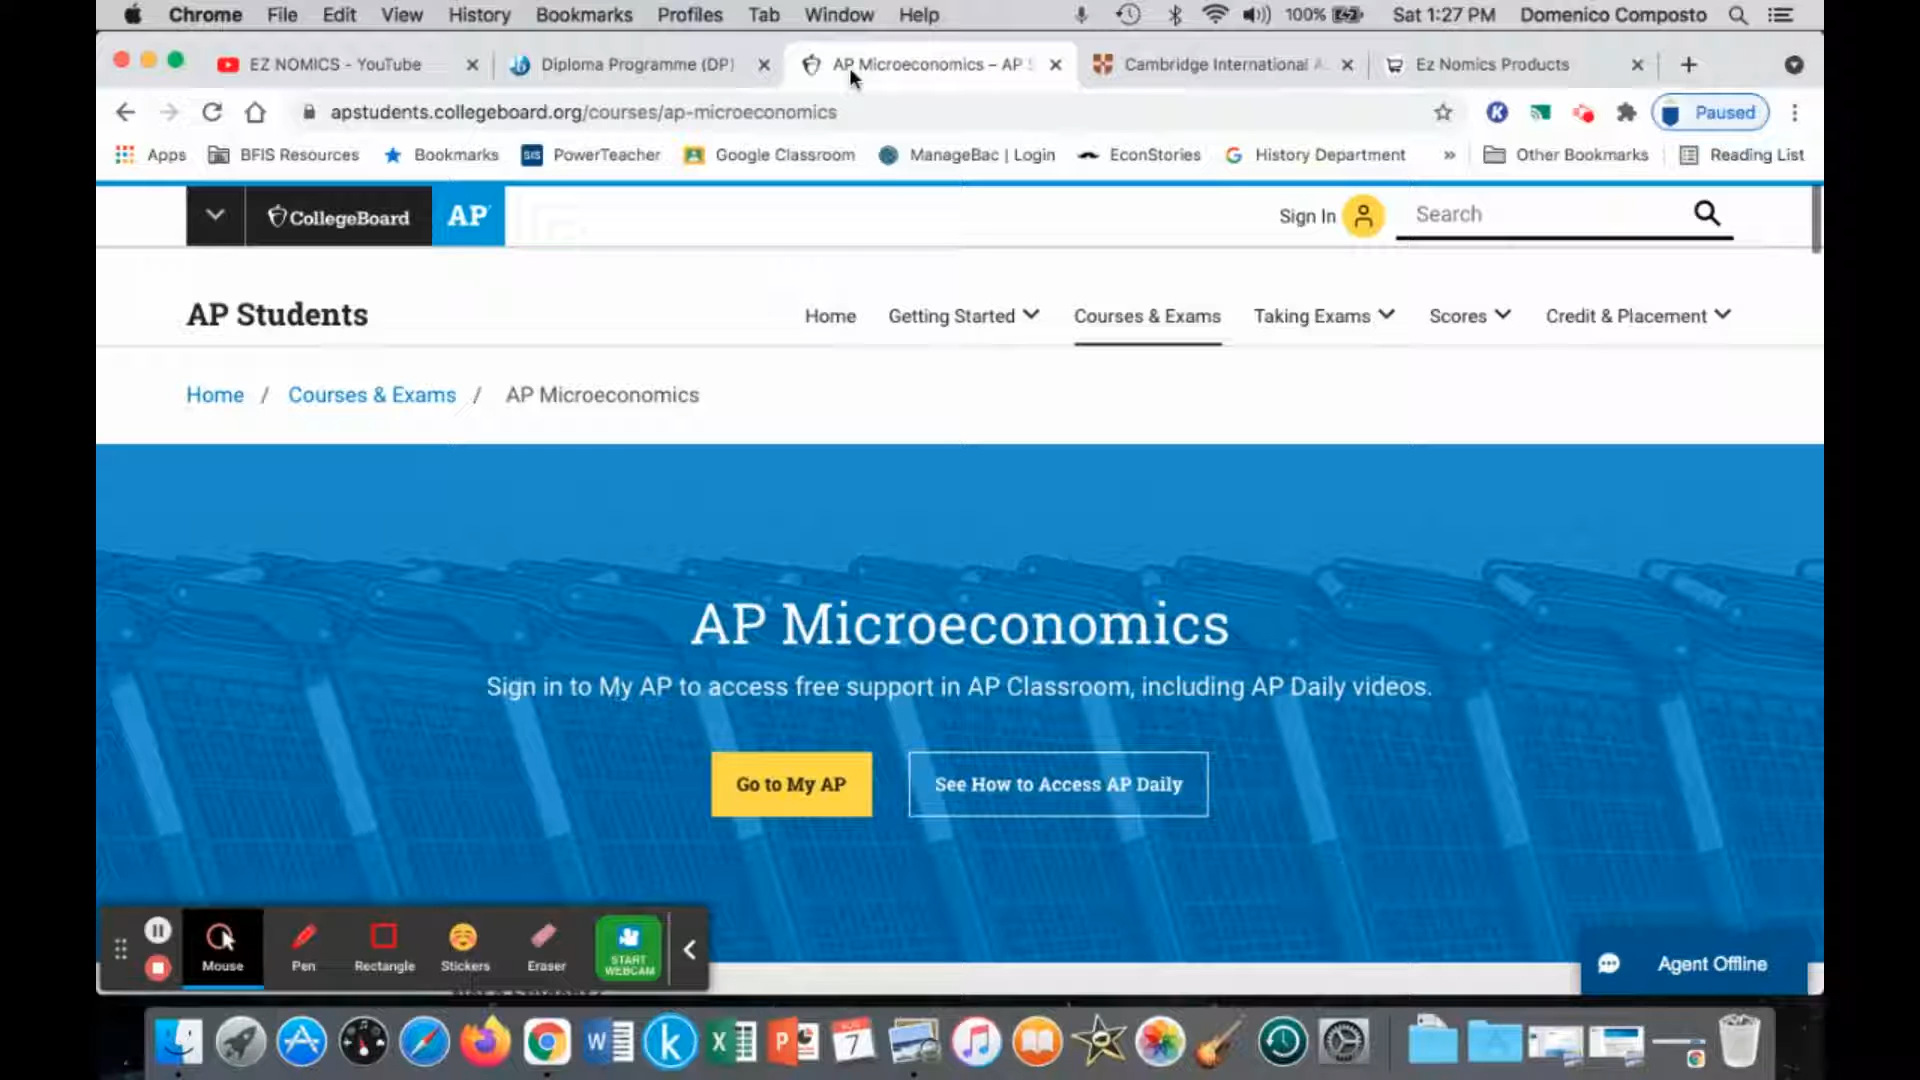 Chrome File Edit View History Bookmarks Profiles Tab Window Help 100% Sat 1:27 PM Domenico Composto
EZ NOMICS - YouTube Diploma Programme (DP) AP Microeconomics – AP Cambridge International Ez Nomics Products
apstudents.collegeboard.org/courses/ap-microeconomics K Paused
Apps BFIS Resources Bookmarks SIS PowerTeacher Google Classroom ManageBac | Login EconStories History Department » Other Bookmarks Reading List
CollegeBoard AP Sign In Search
AP Students Home Getting Started Courses & Exams Taking Exams Scores Credit & Placement
Home / Courses & Exams / AP Microeconomics
AP Microeconomics
Sign in to My AP to access free support in AP Classroom, including AP Daily videos.
Go to My AP See How to Access AP Daily
Mouse Pen Rectangle Stickers Eraser START WEBCAM
Agent Offline